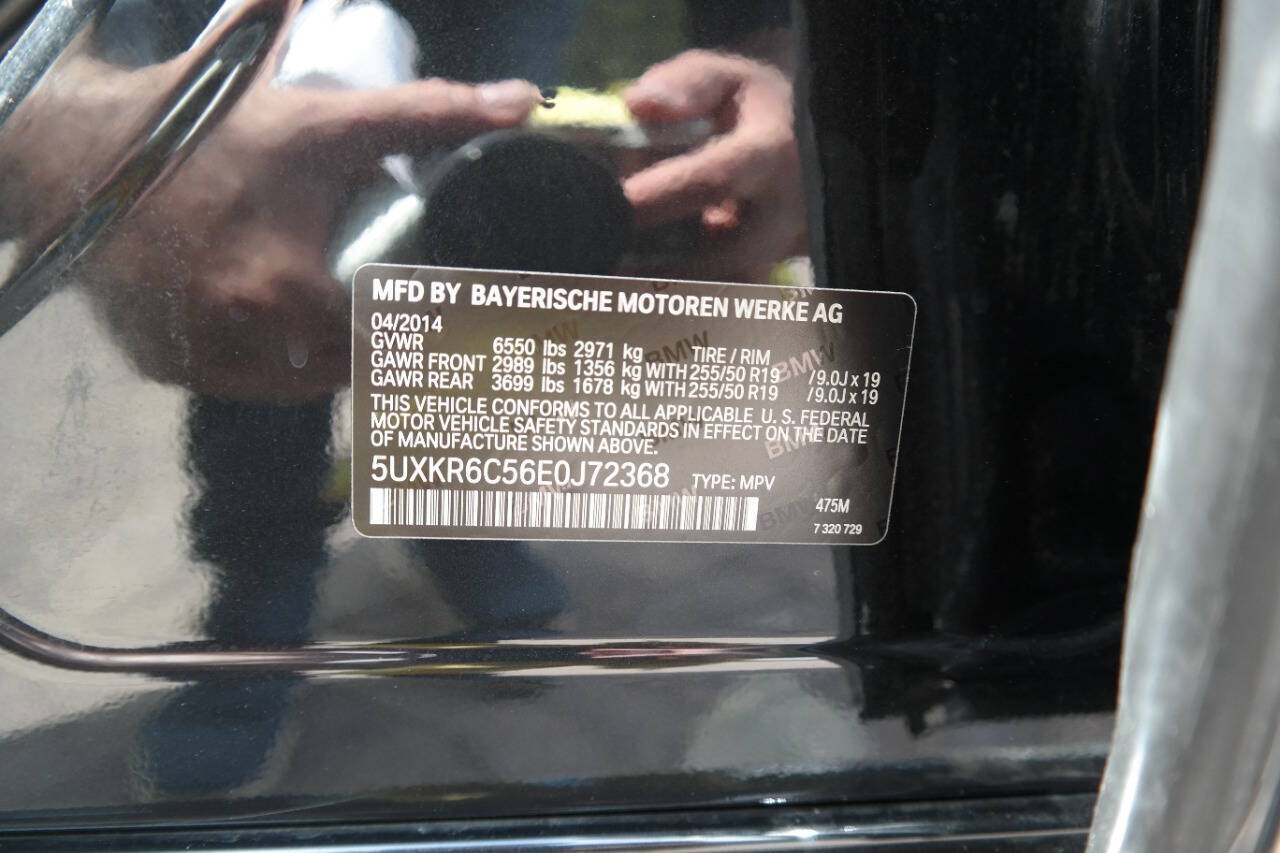 MFD BY BAYERISCHE MOTOREN WERKE AG
04/2014
GVWR 6550 lbs 2971 kg TIRE / RIM
GAWR FRONT 2989 lbs 1356 kg WITH 255/50 R19 /9.0J x 19
GAWR REAR 3699 lbs 1678 kg WITH 255/50 R19 /9.0J x 19
THIS VEHICLE CONFORMS TO ALL APPLICABLE U.S. FEDERAL
MOTOR VEHICLE SAFETY STANDARDS IN EFFECT ON THE DATE
OF MANUFACTURE SHOWN ABOVE.
5UXKR6C56E0J72368 TYPE: MPV
475M
7 320 729